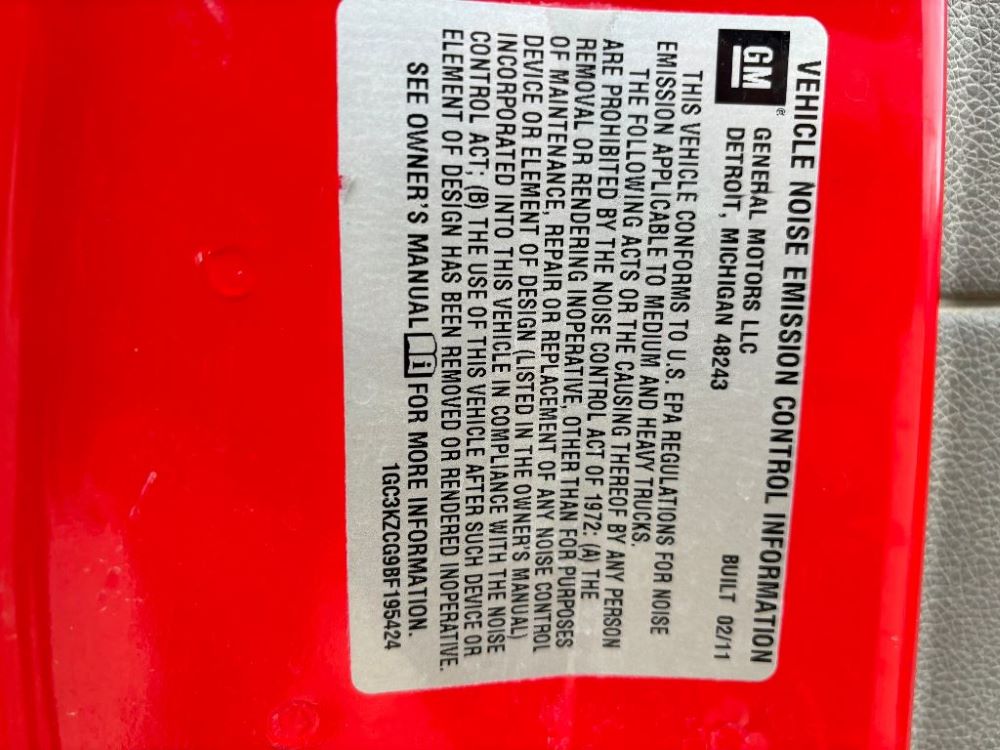 VEHICLE NOISE EMISSION CONTROL INFORMATION
GM®
GENERAL MOTORS LLC
DETROIT, MICHIGAN 48243
BUILT 02/11
THIS VEHICLE CONFORMS TO U.S. EPA REGULATIONS FOR NOISE
EMISSION APPLICABLE TO MEDIUM AND HEAVY TRUCKS.
THE FOLLOWING ACTS OR THE CAUSING THEREOF BY ANY PERSON
ARE PROHIBITED BY THE NOISE CONTROL ACT OF 1972: (A) THE
REMOVAL OR RENDERING INOPERATIVE, OTHER THAN FOR PURPOSES
OF MAINTENANCE, REPAIR OR REPLACEMENT OF ANY NOISE CONTROL
DEVICE OR ELEMENT OF DESIGN (LISTED IN THE OWNER'S MANUAL)
INCORPORATED INTO THIS VEHICLE IN COMPLIANCE WITH THE NOISE
CONTROL ACT; (B) THE USE OF THIS VEHICLE AFTER SUCH DEVICE OR
ELEMENT OF DESIGN HAS BEEN REMOVED OR RENDERED INOPERATIVE.
SEE OWNER'S MANUAL i FOR MORE INFORMATION.
1GC3KZCG9BF195424